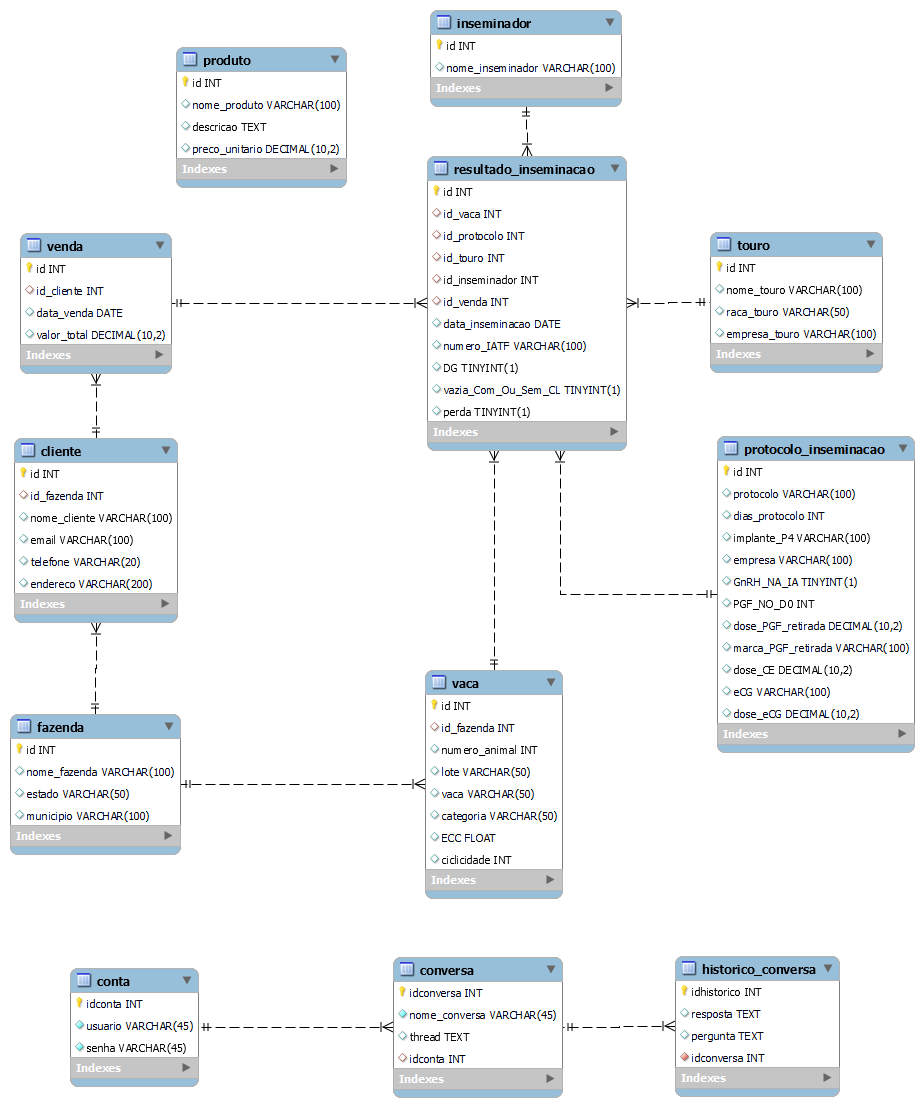 inseminador
id INT
nome_inseminador VARCHAR(100)
Indexes
produto
id INT
nome_produto VARCHAR(100)
descricao TEXT
preco_unitario DECIMAL(10,2)
Indexes
resultado_inseminacao
id INT
id_vaca INT
id_protocolo INT
id_touro INT
id_inseminador INT
id_venda INT
data_inseminacao DATE
numero_IATF VARCHAR(100)
DG TINYINT(1)
vazia_Com_Ou_Sem_CL TINYINT(1)
perda TINYINT(1)
Indexes
venda
id INT
id_cliente INT
data_venda DATE
valor_total DECIMAL(10,2)
Indexes
touro
id INT
nome_touro VARCHAR(100)
raca_touro VARCHAR(50)
empresa_touro VARCHAR(100)
Indexes
cliente
id INT
id_fazenda INT
nome_cliente VARCHAR(100)
email VARCHAR(100)
telefone VARCHAR(20)
endereco VARCHAR(200)
Indexes
protocolo_inseminacao
id INT
protocolo VARCHAR(100)
dias_protocolo INT
implante_P4 VARCHAR(100)
empresa VARCHAR(100)
GnRH_NA_IA TINYINT(1)
PGF_NO_D0 INT
dose_PGF_retirada DECIMAL(10,2)
marca_PGF_retirada VARCHAR(100)
dose_CE DECIMAL(10,2)
eCG VARCHAR(100)
dose_eCG DECIMAL(10,2)
Indexes
fazenda
id INT
nome_fazenda VARCHAR(100)
estado VARCHAR(50)
municipio VARCHAR(100)
Indexes
vaca
id INT
id_fazenda INT
numero_animal INT
lote VARCHAR(50)
vaca VARCHAR(50)
categoria VARCHAR(50)
ECC FLOAT
ciclicidade INT
Indexes
conta
idconta INT
usuario VARCHAR(45)
senha VARCHAR(45)
Indexes
conversa
idconversa INT
nome_conversa VARCHAR(45)
thread TEXT
idconta INT
Indexes
historico_conversa
idhistorico INT
resposta TEXT
pergunta TEXT
idconversa INT
Indexes